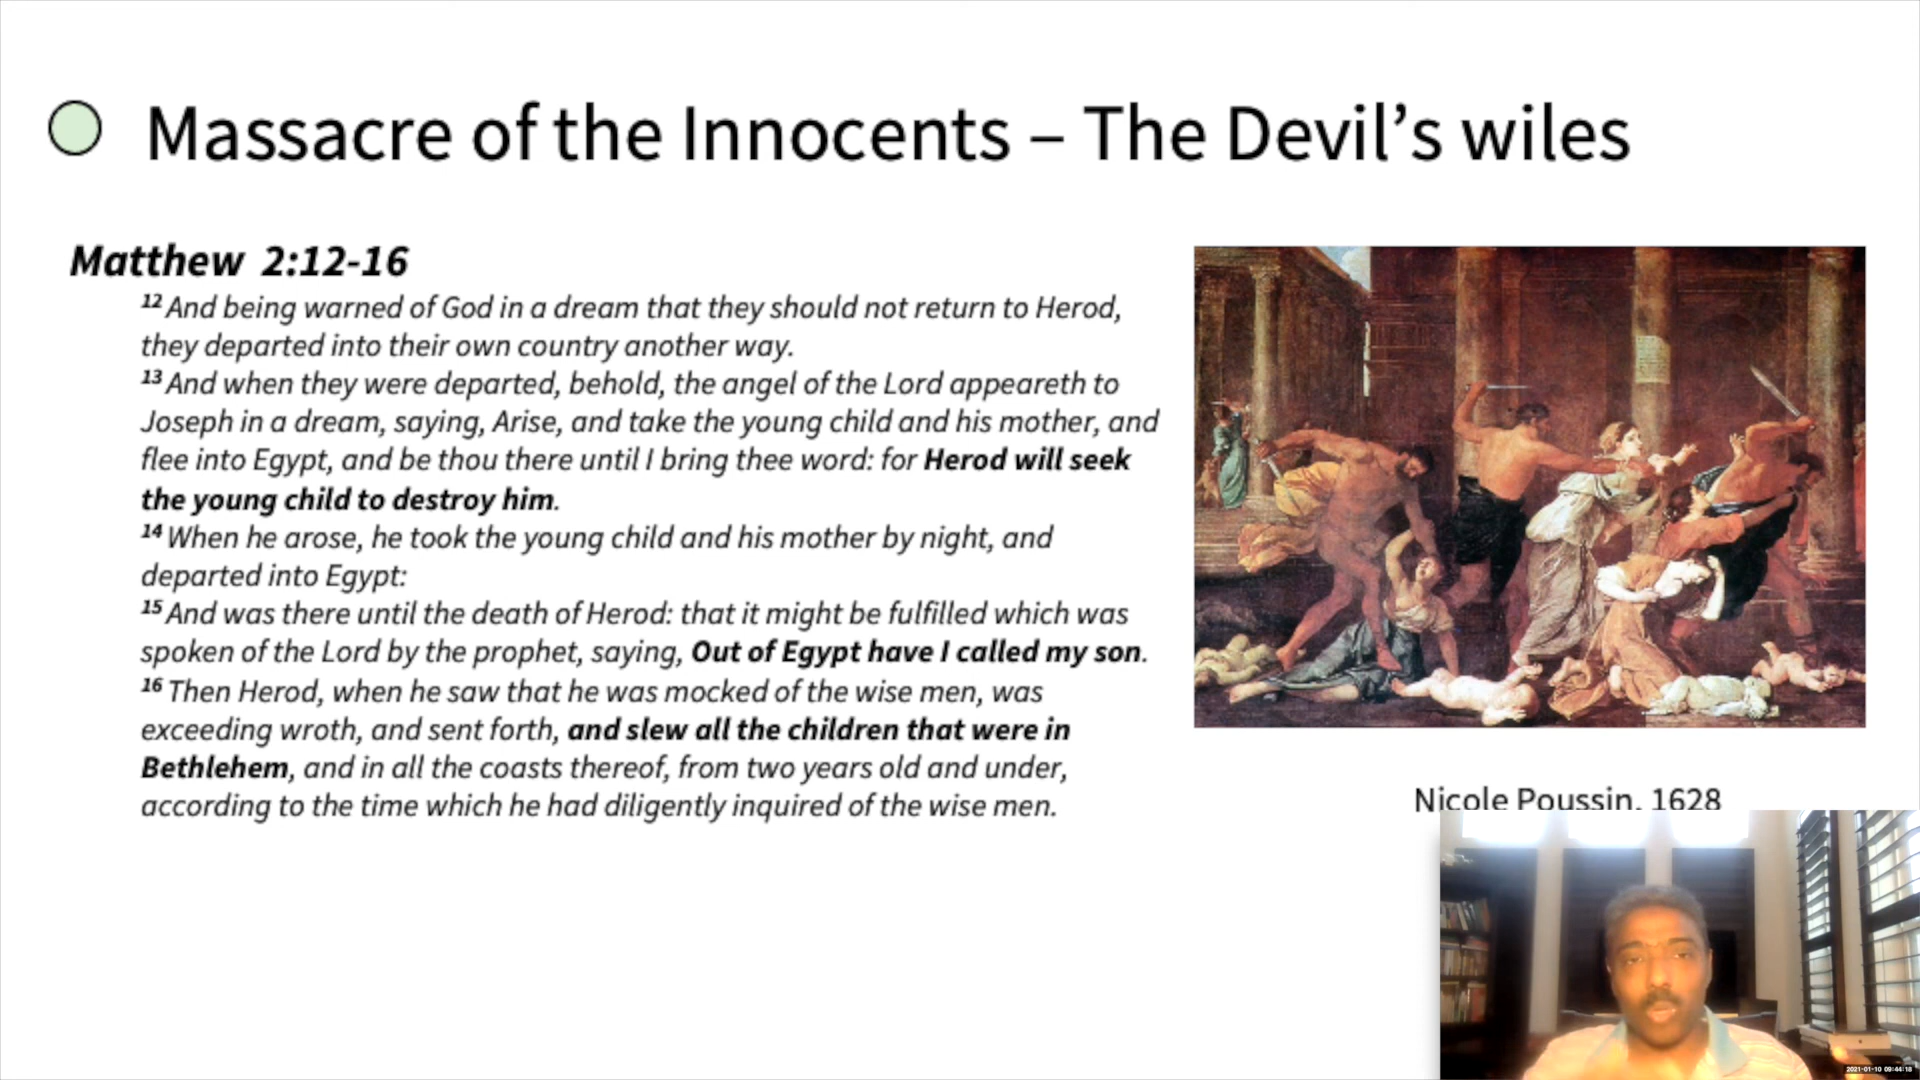 Massacre of the Innocents – The Devil’s wiles
Matthew 2:12-16
12 And being warned of God in a dream that they should not return to Herod,
they departed into their own country another way.
13 And when they were departed, behold, the angel of the Lord appeareth to
Joseph in a dream, saying, Arise, and take the young child and his mother, and
flee into Egypt, and be thou there until I bring thee word: for Herod will seek
the young child to destroy him.
14 When he arose, he took the young child and his mother by night, and
departed into Egypt:
15 And was there until the death of Herod: that it might be fulfilled which was
spoken of the Lord by the prophet, saying, Out of Egypt have I called my son.
16 Then Herod, when he saw that he was mocked of the wise men, was
exceeding wroth, and sent forth, and slew all the children that were in
Bethlehem, and in all the coasts thereof, from two years old and under,
according to the time which he had diligently inquired of the wise men.
Nicole Poussin, 1628
2021-01-10 09:44:18